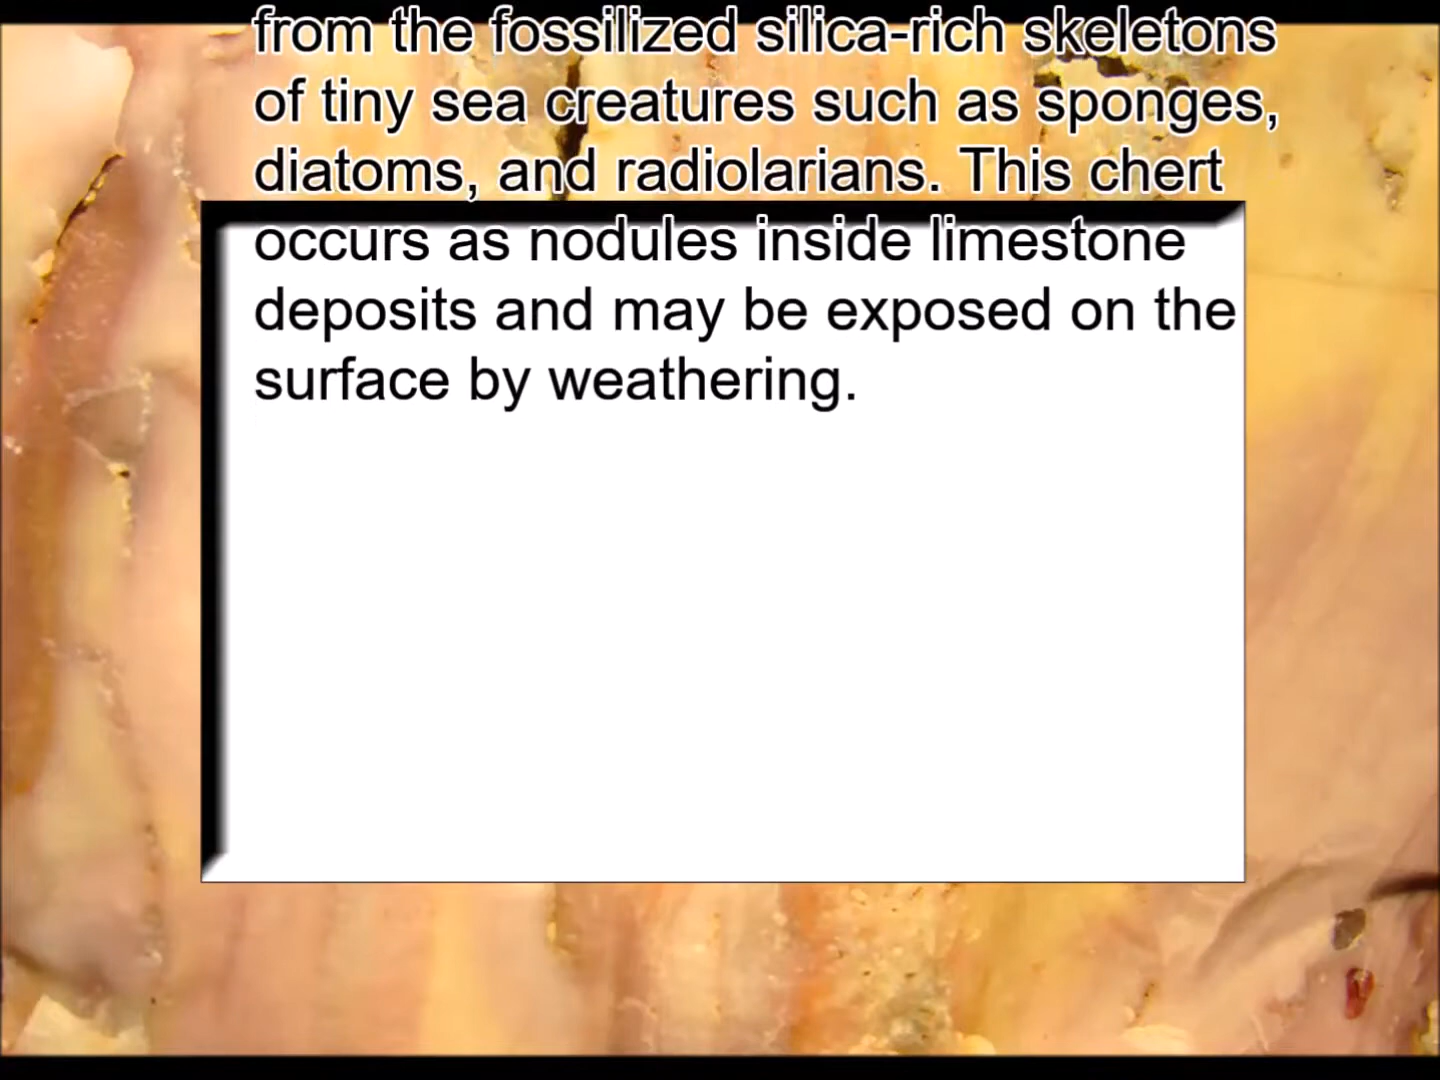 from the fossilized silica-rich skeletons
of tiny sea creatures such as sponges,
diatoms, and radiolarians. This chert
occurs as nodules inside limestone
deposits and may be exposed on the
surface by weathering.